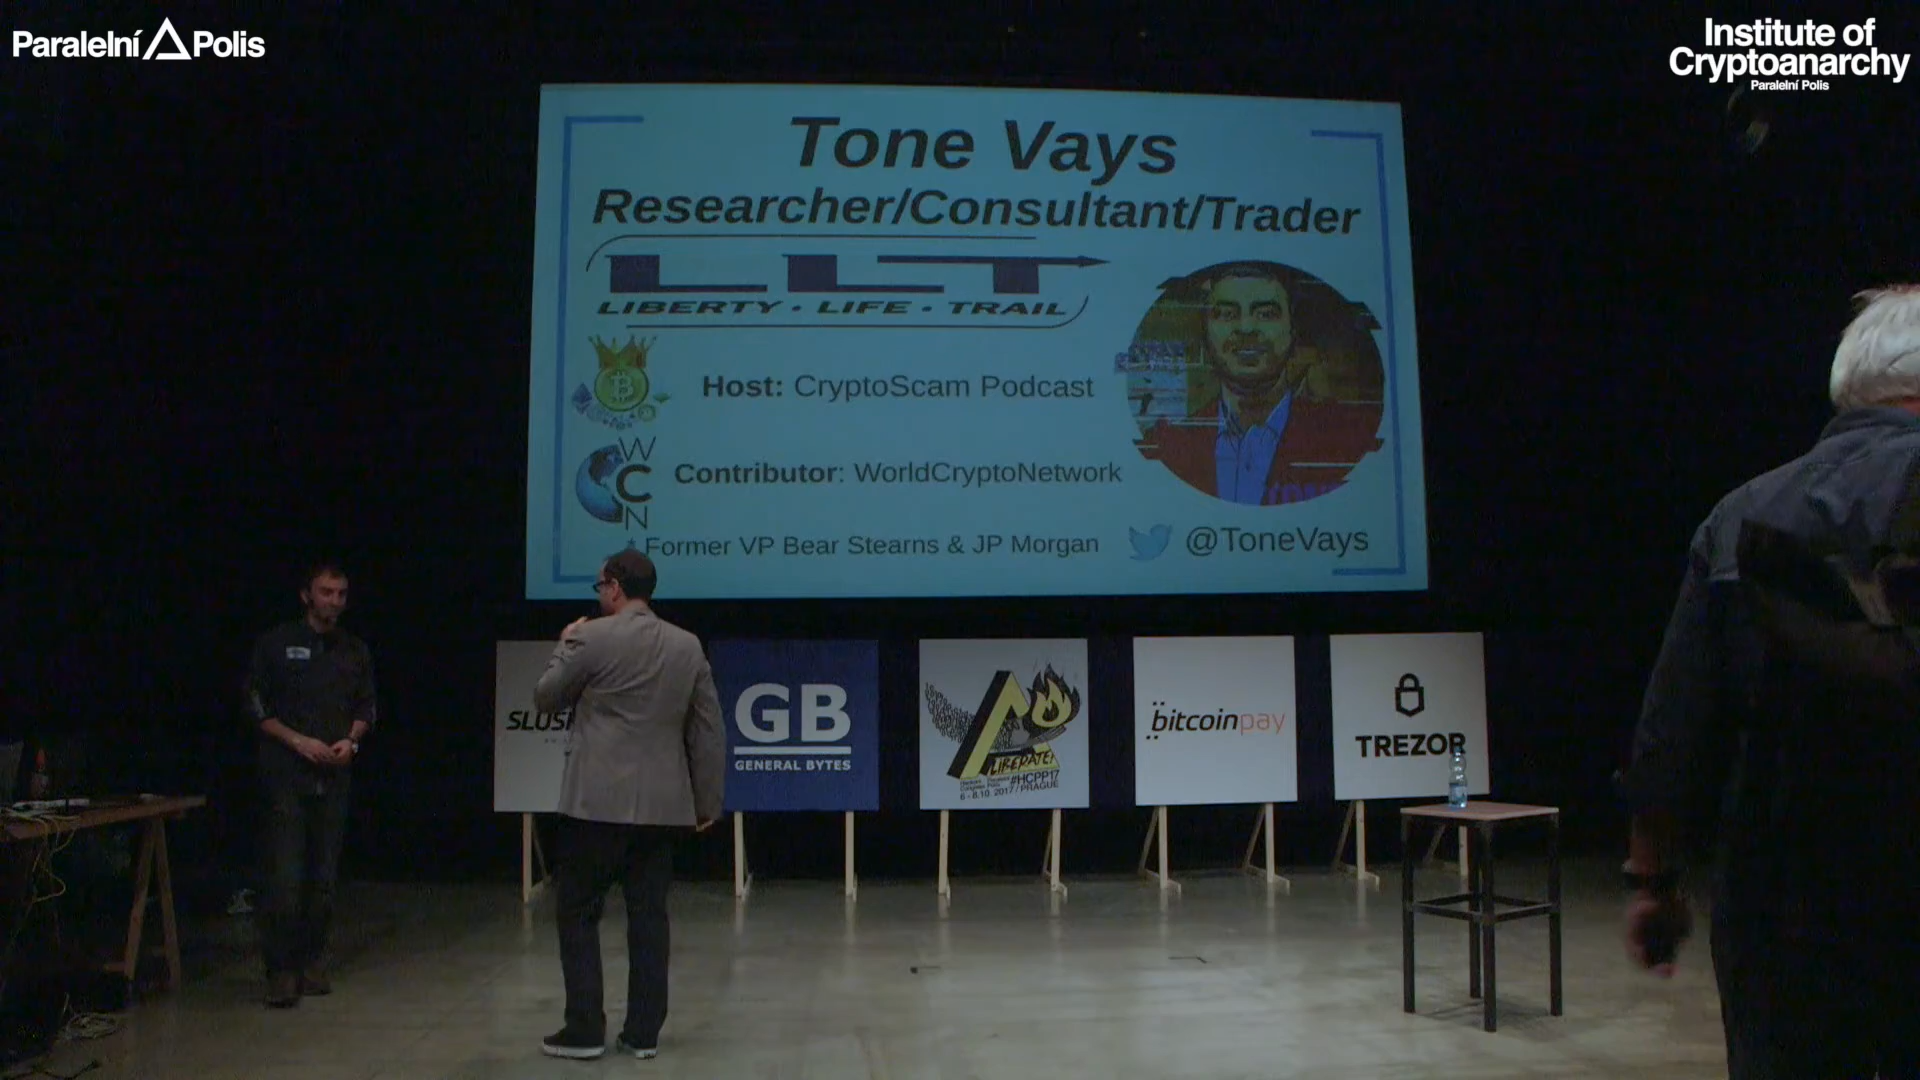 Paralelní Polis
Institute of
Cryptoanarchy
Paralelní Polis
Tone Vays
Researcher/Consultant/Trader
LLT
LIBERTY · LIFE · TRAIL
Host: CryptoScam Podcast
WCN
Contributor: WorldCryptoNetwork
Former VP Bear Stearns & JP Morgan
@ToneVays
GB
GENERAL BYTES
LIBERATE!
#HCPP17
6 - 8.10. 2017 / PRAGUE
bitcoinpay
TREZOR